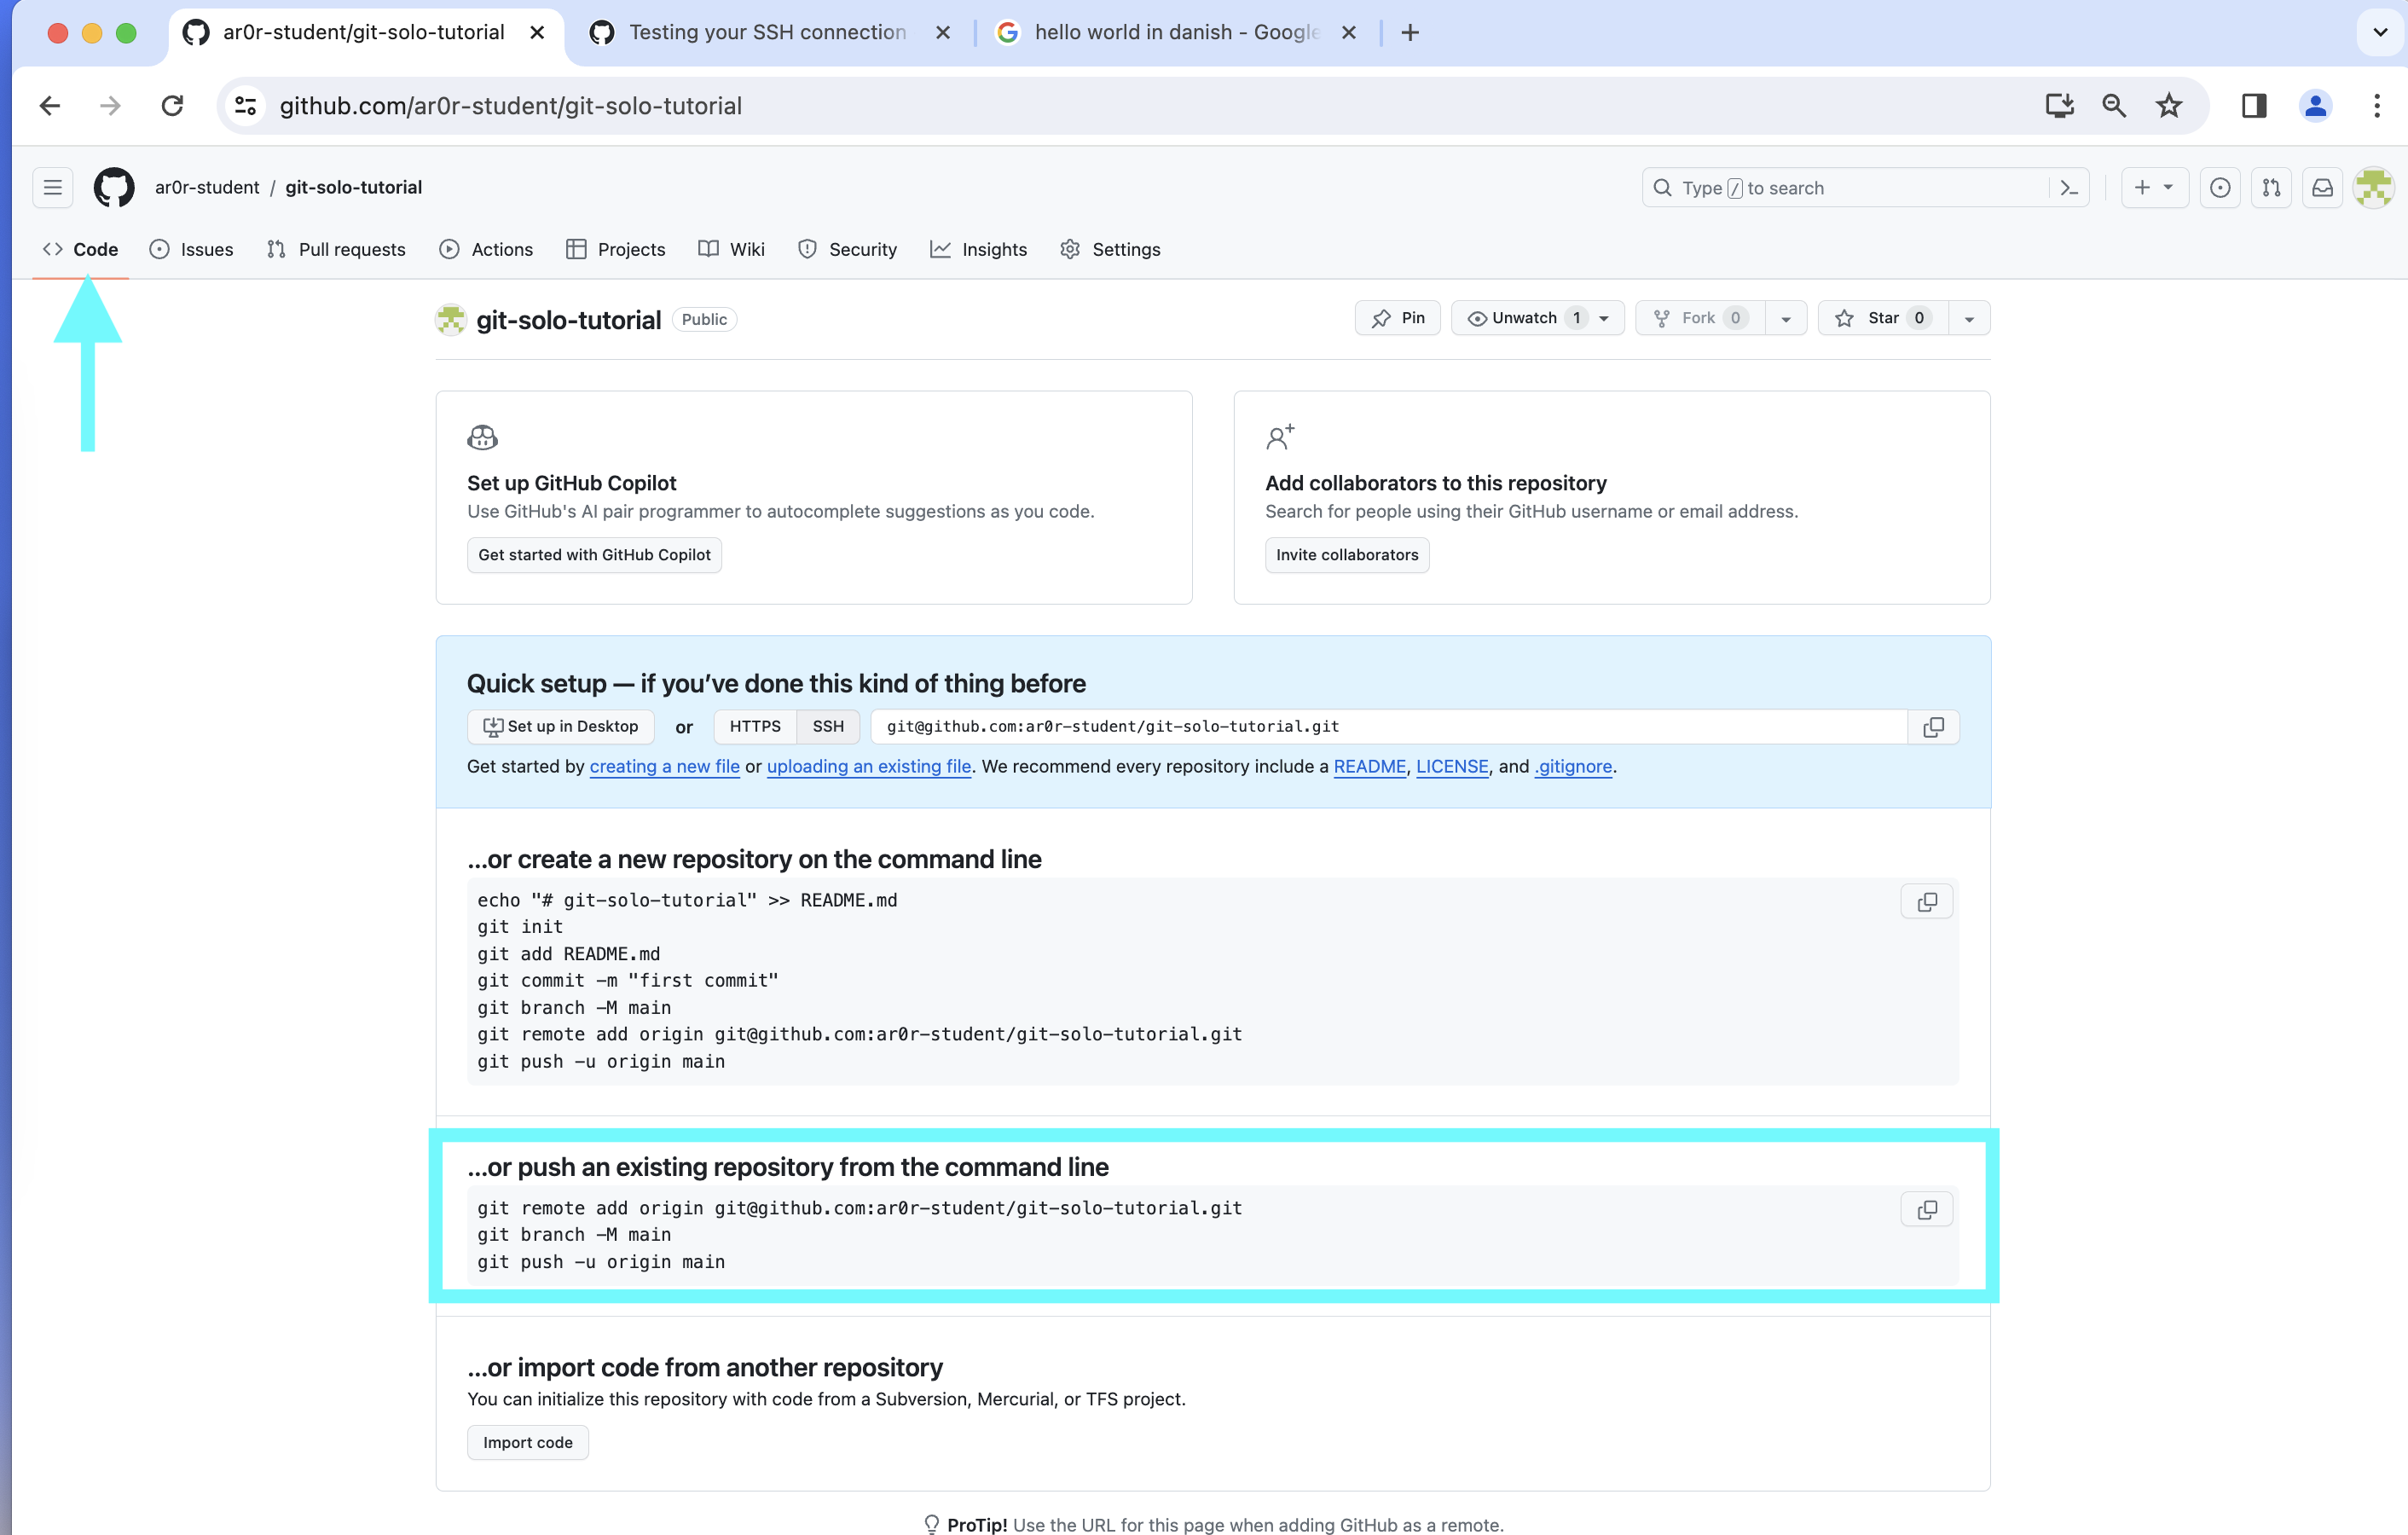 ar0r-student/git-solo-tutorial
Testing your SSH connection
hello world in danish - Google
github.com/ar0r-student/git-solo-tutorial
ar0r-student / git-solo-tutorial
Type / to search
Code Issues Pull requests Actions Projects Wiki Security Insights Settings
git-solo-tutorial Public
Pin Unwatch 1 Fork 0 Star 0
Set up GitHub Copilot
Use GitHub's AI pair programmer to autocomplete suggestions as you code.
Get started with GitHub Copilot
Add collaborators to this repository
Search for people using their GitHub username or email address.
Invite collaborators
Quick setup — if you’ve done this kind of thing before
Set up in Desktop or HTTPS SSH git@github.com:ar0r-student/git-solo-tutorial.git
Get started by creating a new file or uploading an existing file. We recommend every repository include a README, LICENSE, and .gitignore.
…or create a new repository on the command line
echo "# git-solo-tutorial" >> README.md
git init
git add README.md
git commit -m "first commit"
git branch -M main
git remote add origin git@github.com:ar0r-student/git-solo-tutorial.git
git push -u origin main
…or push an existing repository from the command line
git remote add origin git@github.com:ar0r-student/git-solo-tutorial.git
git branch -M main
git push -u origin main
…or import code from another repository
You can initialize this repository with code from a Subversion, Mercurial, or TFS project.
Import code
ProTip! Use the URL for this page when adding GitHub as a remote.